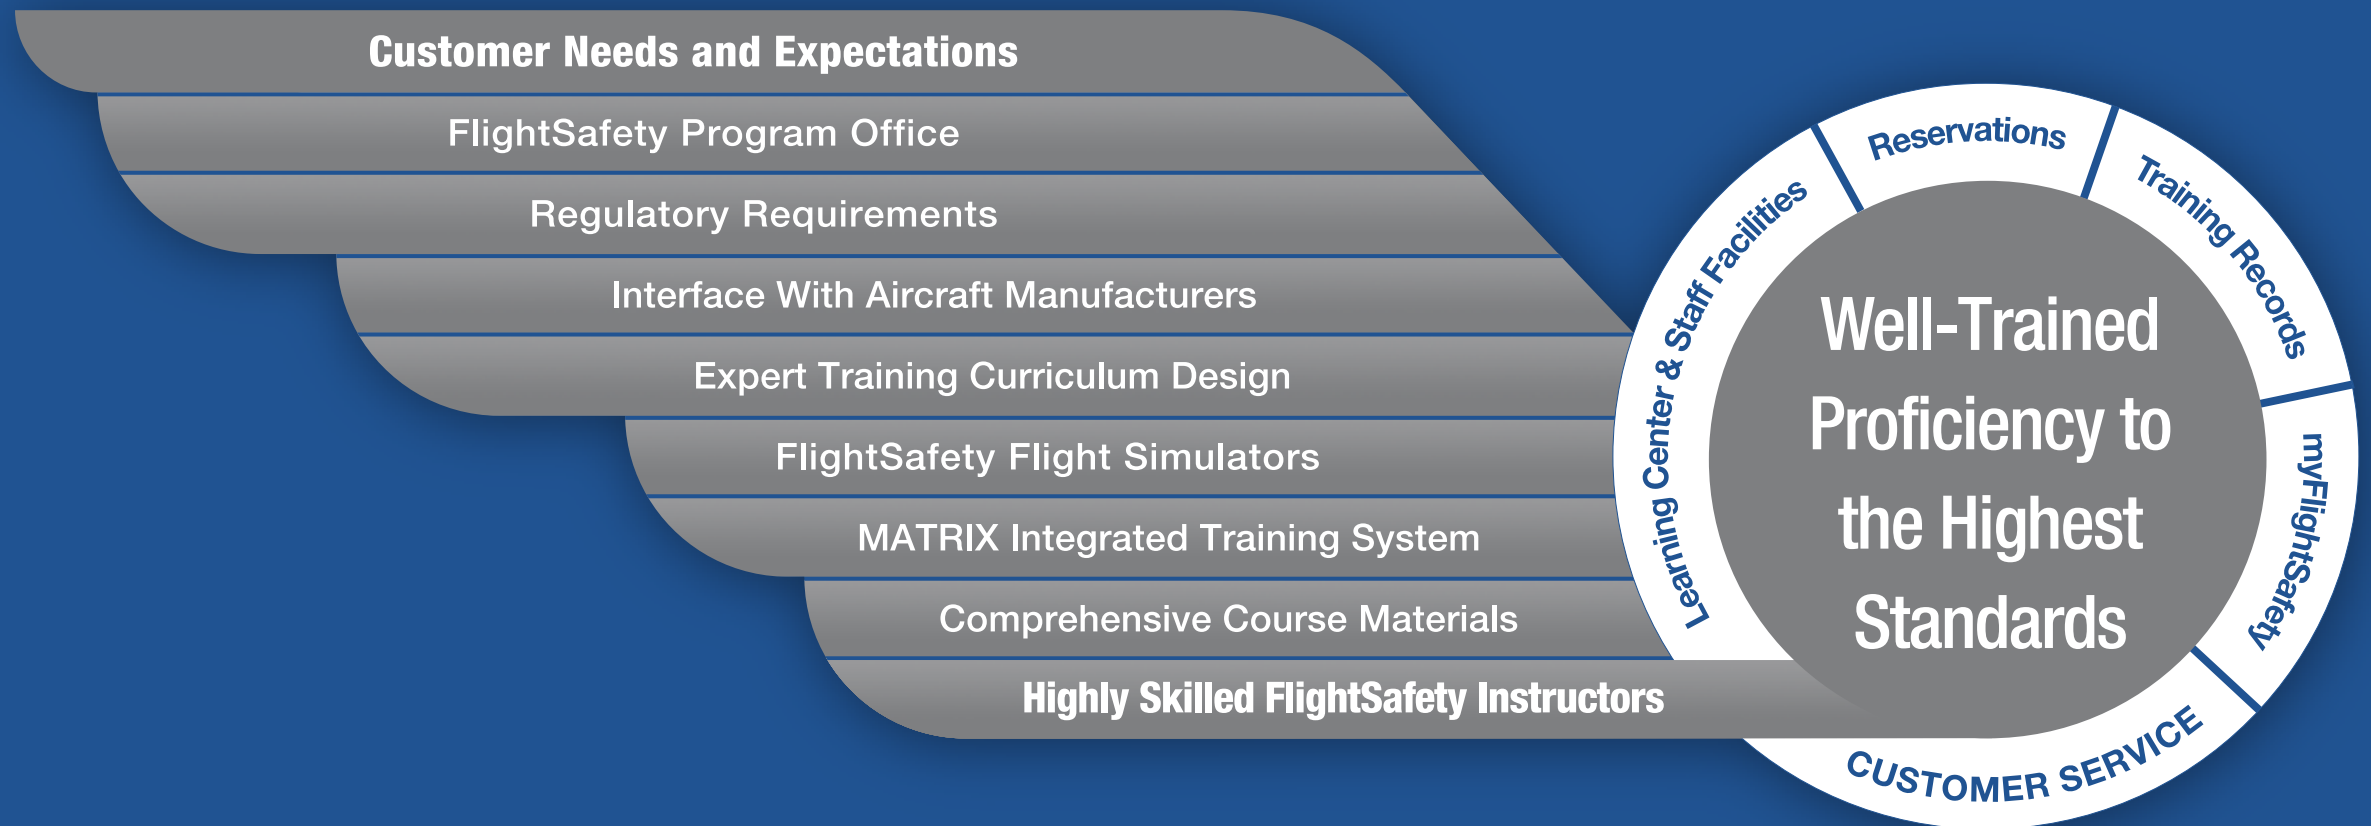 Customer Needs and Expectations
FlightSafety Program Office
Regulatory Requirements
Interface With Aircraft Manufacturers
Expert Training Curriculum Design
FlightSafety Flight Simulators
MATRIX Integrated Training System
Comprehensive Course Materials
Highly Skilled FlightSafety Instructors
Learning Center & Staff Facilities
Reservations
Training Records
myFlightSafety
CUSTOMER SERVICE
Well-Trained
Proficiency to
the Highest
Standards